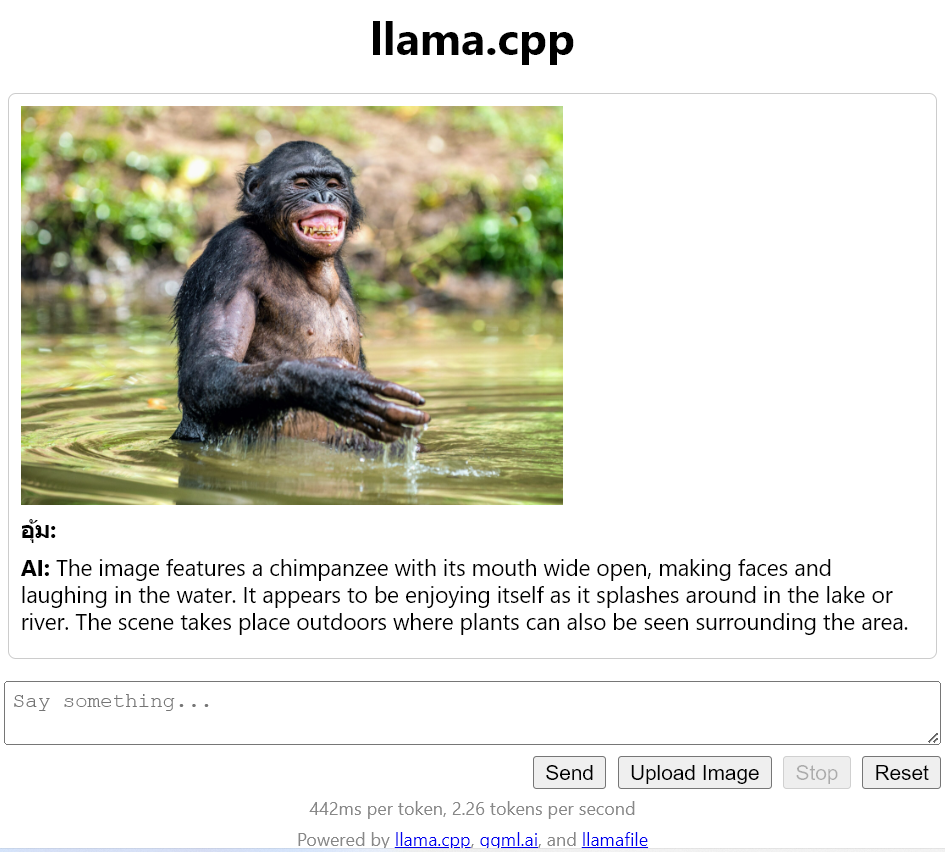 llama.cpp
อุ้ม:
AI: The image features a chimpanzee with its mouth wide open, making faces and
laughing in the water. It appears to be enjoying itself as it splashes around in the lake or
river. The scene takes place outdoors where plants can also be seen surrounding the area.
Say something...
Send Upload Image Stop Reset
442ms per token, 2.26 tokens per second
Powered by llama.cpp, ggml.ai, and llamafile